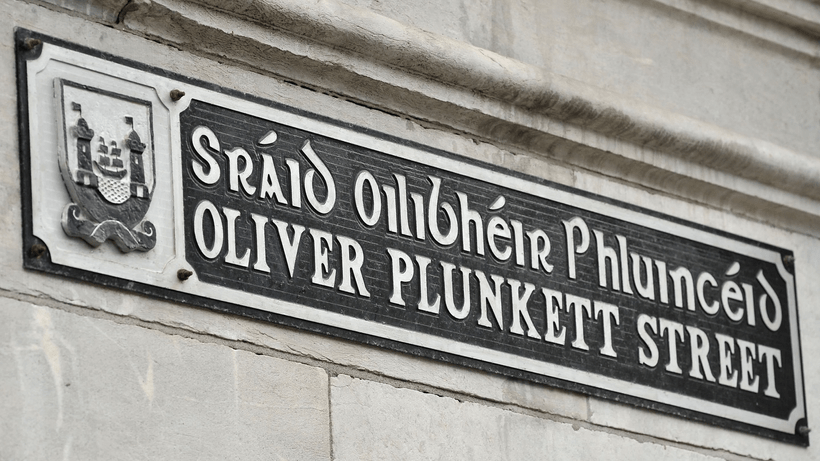 Sráid Oilibhéir Phluincéid
OLIVER PLUNKETT STREET